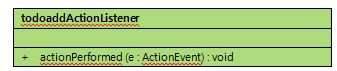 todoaddActionListener
+ actionPerformed (e : ActionEvent) : void